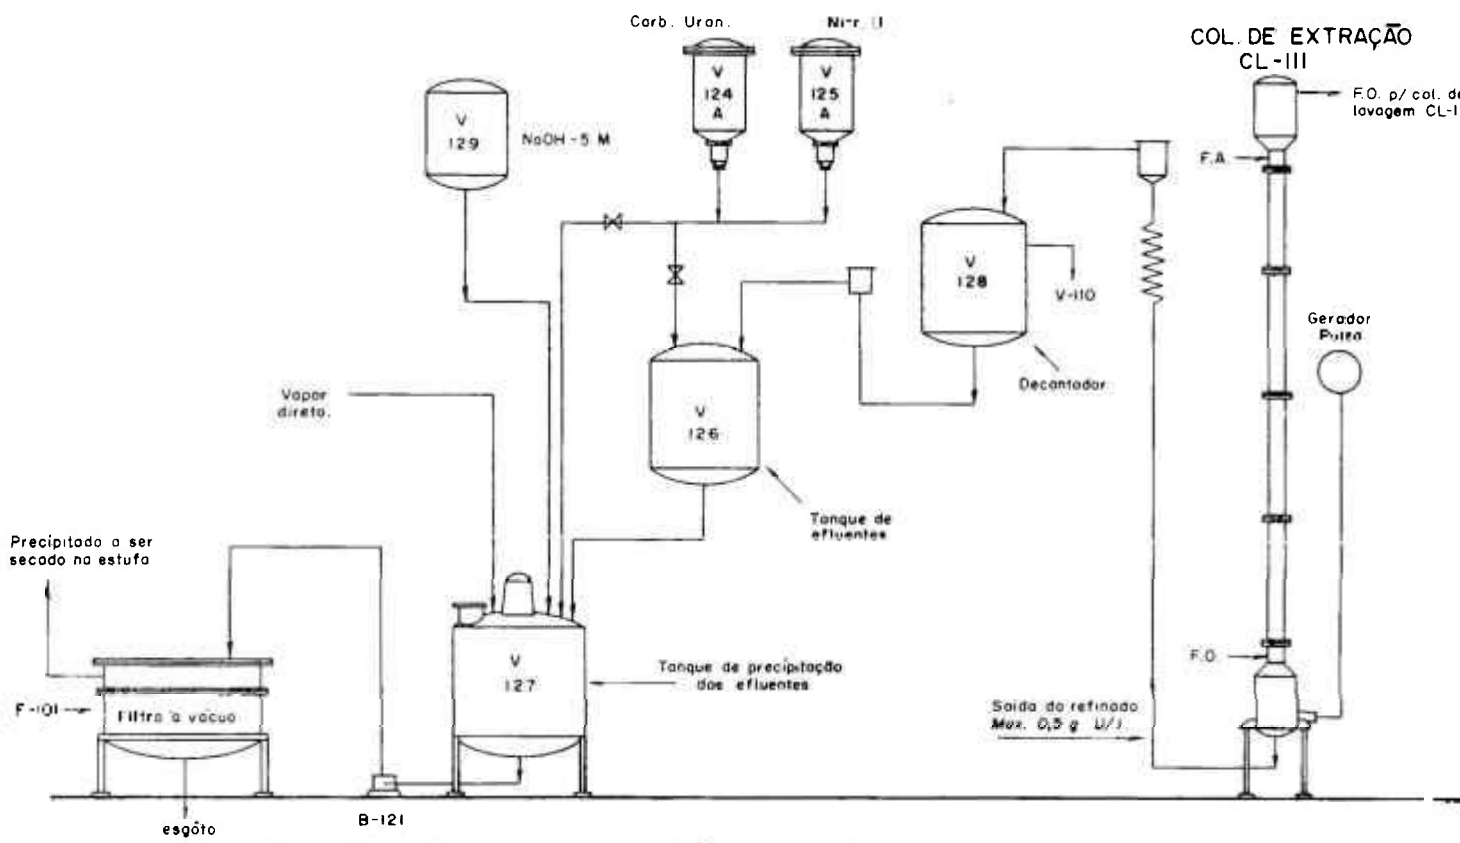 Carb. Uran.
COL. DE EXTRAÇÃO
CL-III
F.O. p/ col. de
lavagem CL-I
V
124
A
V
125
A
V
129
NaOH - 5 M
F.A.
V
128
V-110
Gerador
Decantador
V
126
Vapor
direto.
Tanque de
efluentes
Precipitado a ser
secado na estufa
F.O.
V
127
Tanque de precipitação
dos efluentes
F-101
Filtro a vácuo
Saída do refinado
Max. 0,5 g U/l
B-121
esgôto